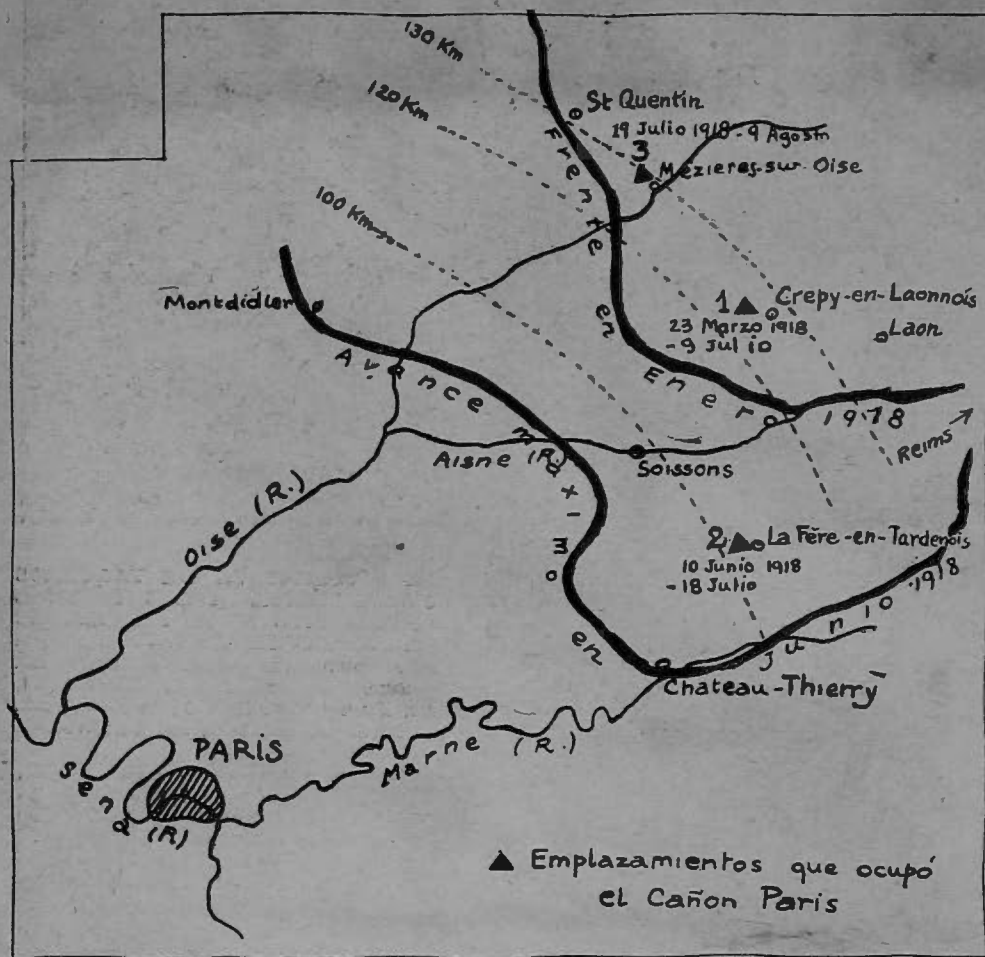 130 Km
120 Km
100 Km
St Quentin
19 Julio 1918 - 9 Agosto
3
Mézieres-sur-Oise
Frente en Enero 1918
Montdidier
1
Crepy-en-Laonnois
23 Marzo 1918
- 9 Julio
Laon
Avance maximo en Junio 1918
Reims
Aisne (R.)
Soissons
Oise (R.)
2
La Fère-en-Tardenois
10 Junio 1918
- 18 Julio
Chateau-Thierry
PARÍS
Marne (R.)
Sena (R)
▲ Emplazamientos que ocupó
el Cañon Paris